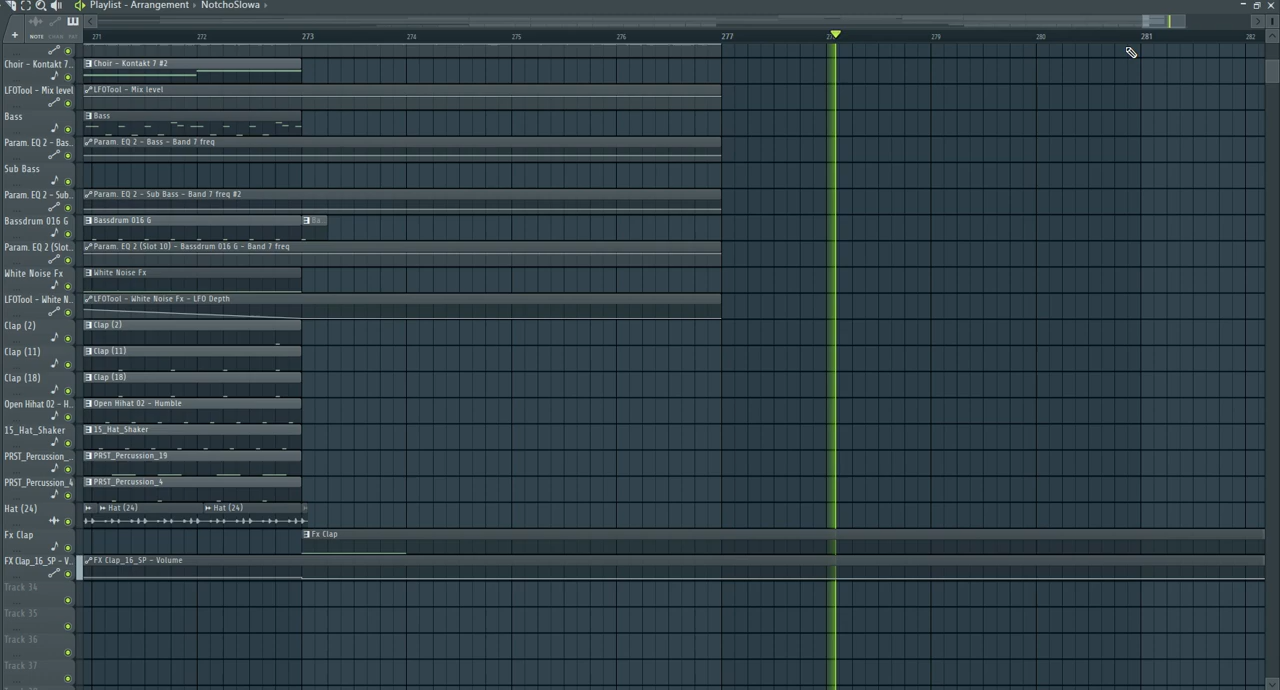 Playlist - Arrangement › NotchoSlowa
NOTE CHAN PAT
271 272 273 274 275 276 277 279 280 281 282
Choir - Kontakt 7.. Choir - Kontakt 7 #2
LFOTool - Mix level LFOTool - Mix level
Bass Bass
Param. EQ 2 - Bas.. Param. EQ 2 - Bass - Band 7 freq
Sub Bass
Param. EQ 2 - Sub.. Param. EQ 2 - Sub Bass - Band 7 freq #2
Bassdrum 016 G Bassdrum 016 G Ba
Param. EQ 2 (Slot.. Param. EQ 2 (Slot 10) - Bassdrum 016 G - Band 7 freq
White Noise Fx White Noise Fx
LFOTool - White N.. LFOTool - White Noise Fx - LFO Depth
Clap (2) Clap (2)
Clap (11) Clap (11)
Clap (18) Clap (18)
Open Hihat 02 - H.. Open Hihat 02 - Humble
15_Hat_Shaker 15_Hat_Shaker
PRST_Percussion_.. PRST_Percussion_19
PRST_Percussion_4 PRST_Percussion_4
Hat (24) Hat (24) Hat (24)
Fx Clap Fx Clap
FX Clap_16_SP - V.. FX Clap_16_SP - Volume
Track 34
Track 35
Track 36
Track 37